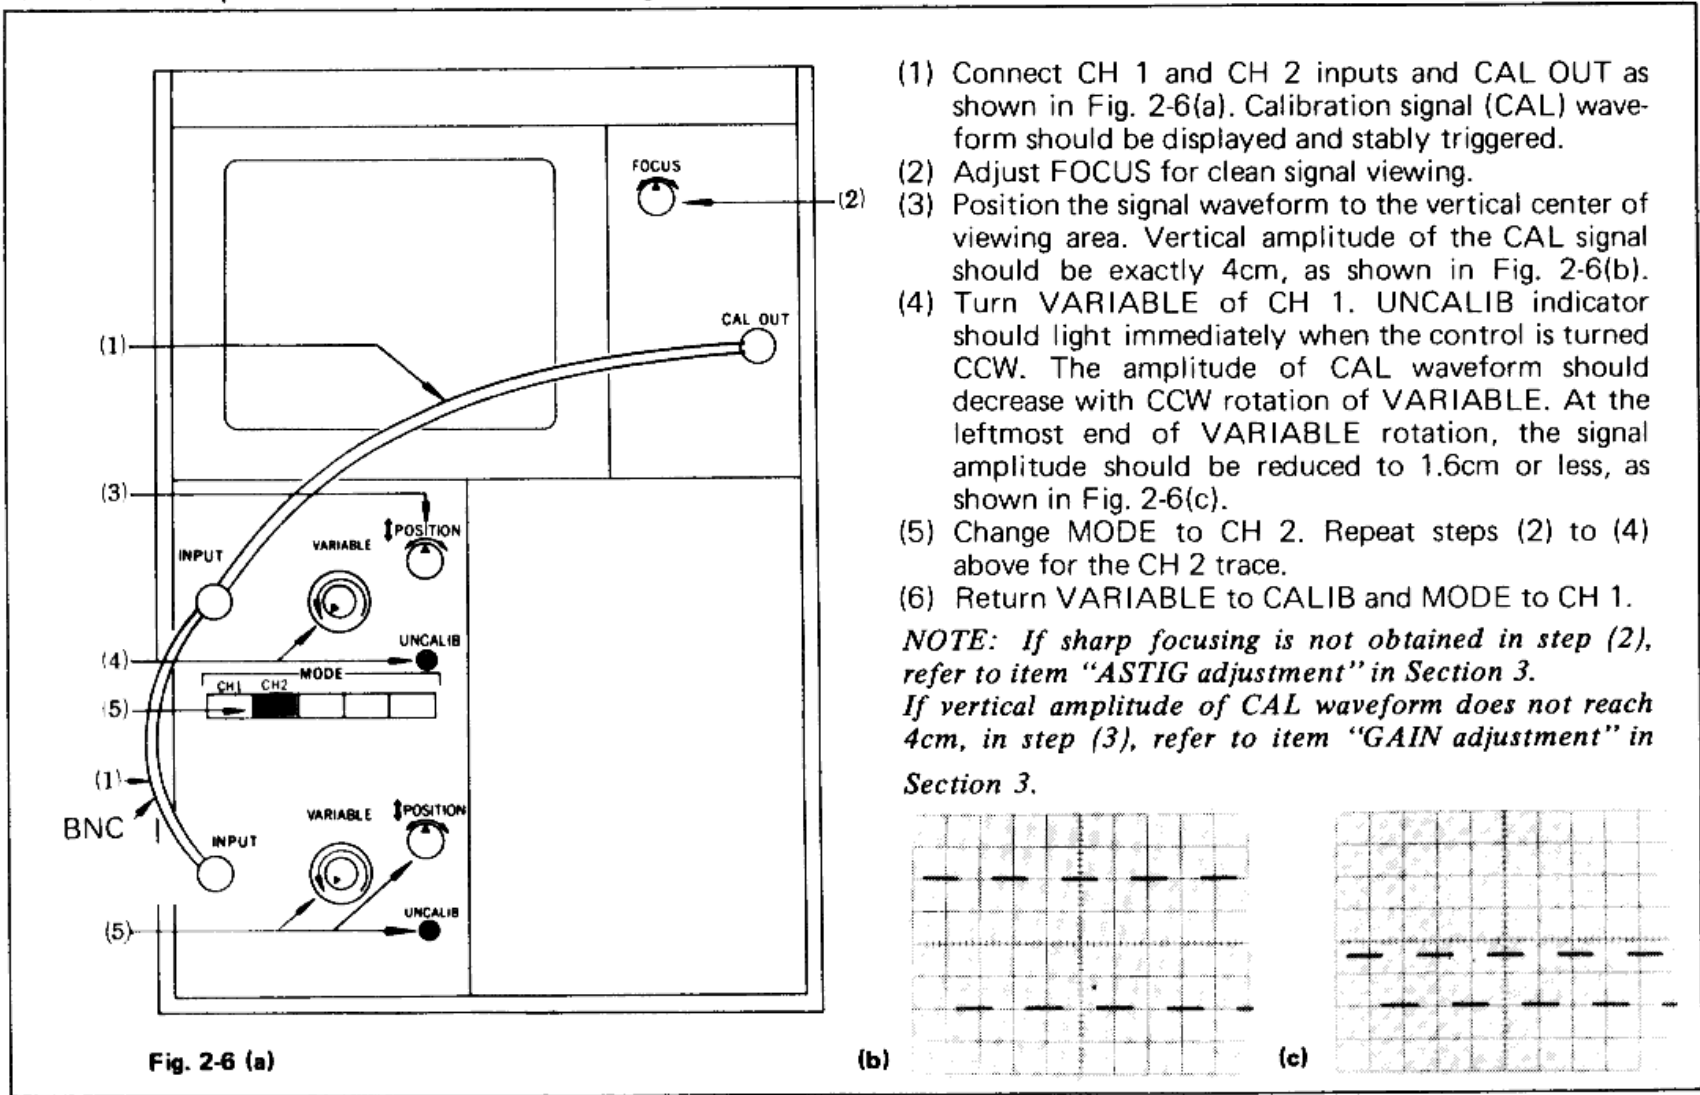 FOCUS
(2)
CAL OUT
(1)
(3)
POSITION
VARIABLE
INPUT
UNCALIB
(4)
MODE
CH1 CH2
(5)
(1)
BNC
VARIABLE
POSITION
INPUT
UNCALIB
(5)
Fig. 2-6 (a)
(1) Connect CH 1 and CH 2 inputs and CAL OUT as
shown in Fig. 2-6(a). Calibration signal (CAL) wave-
form should be displayed and stably triggered.
(2) Adjust FOCUS for clean signal viewing.
(3) Position the signal waveform to the vertical center of
viewing area. Vertical amplitude of the CAL signal
should be exactly 4cm, as shown in Fig. 2-6(b).
(4) Turn VARIABLE of CH 1. UNCALIB indicator
should light immediately when the control is turned
CCW. The amplitude of CAL waveform should
decrease with CCW rotation of VARIABLE. At the
leftmost end of VARIABLE rotation, the signal
amplitude should be reduced to 1.6cm or less, as
shown in Fig. 2-6(c).
(5) Change MODE to CH 2. Repeat steps (2) to (4)
above for the CH 2 trace.
(6) Return VARIABLE to CALIB and MODE to CH 1.
NOTE: If sharp focusing is not obtained in step (2),
refer to item “ASTIG adjustment” in Section 3.
If vertical amplitude of CAL waveform does not reach
4cm, in step (3), refer to item “GAIN adjustment” in
Section 3.
(b)
(c)